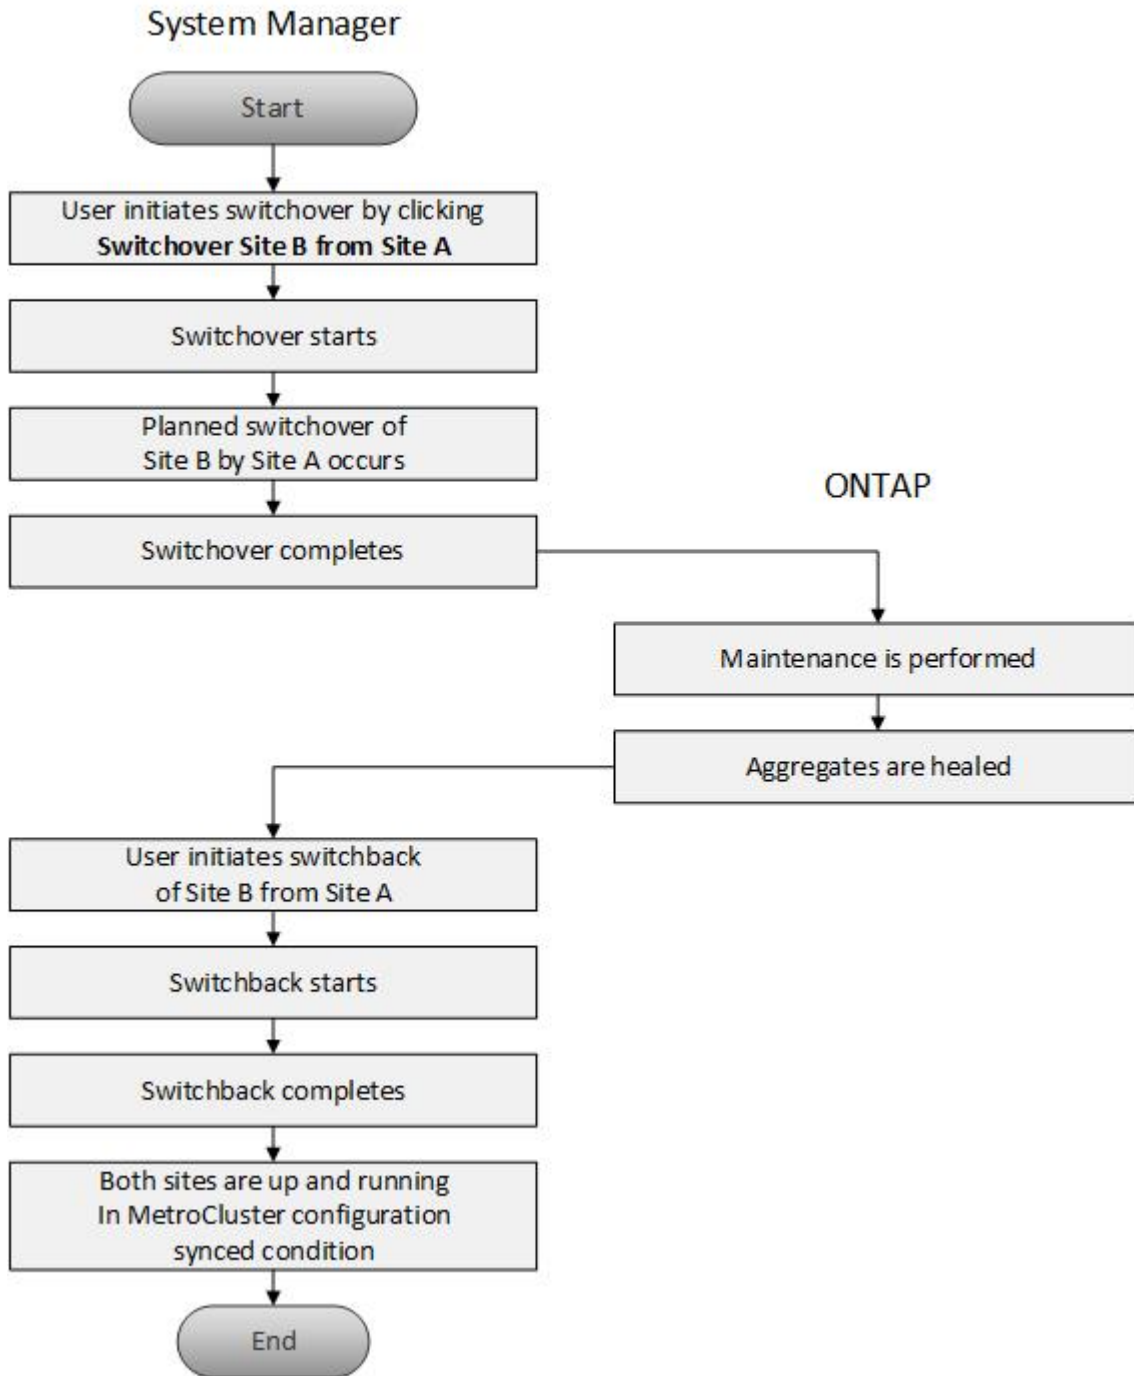 System Manager
Start
User initiates switchover by clicking
Switchover Site B from Site A
Switchover starts
Planned switchover of
Site B by Site A occurs
ONTAP
Switchover completes
Maintenance is performed
Aggregates are healed
User initiates switchback
of Site B from Site A
Switchback starts
Switchback completes
Both sites are up and running
In MetroCluster configuration
synced condition
End